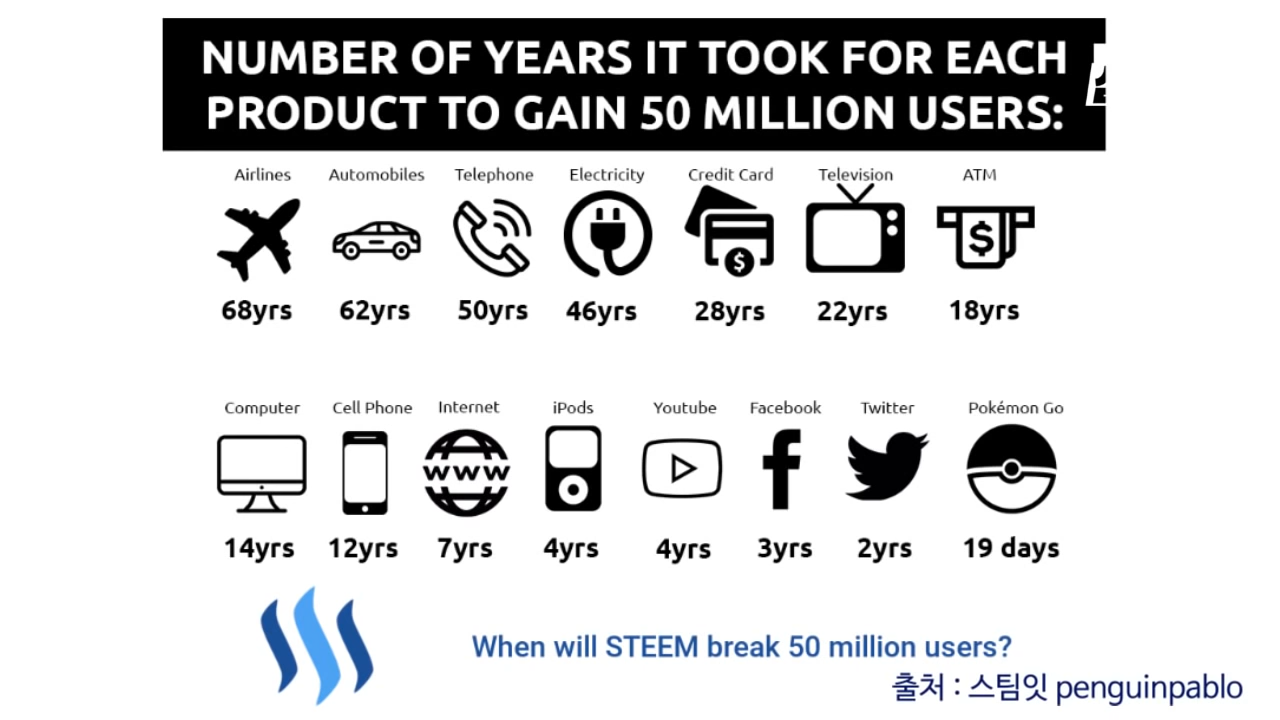 NUMBER OF YEARS IT TOOK FOR EACH
PRODUCT TO GAIN 50 MILLION USERS:
Airlines Automobiles Telephone Electricity Credit Card Television ATM
$ $
68yrs 62yrs 50yrs 46yrs 28yrs 22yrs 18yrs
Computer Cell Phone Internet iPods Youtube Facebook Twitter Pokémon Go
WWW f
14yrs 12yrs 7yrs 4yrs 4yrs 3yrs 2yrs 19 days
When will STEEM break 50 million users?
출처 : 스팀잇 penguinpablo